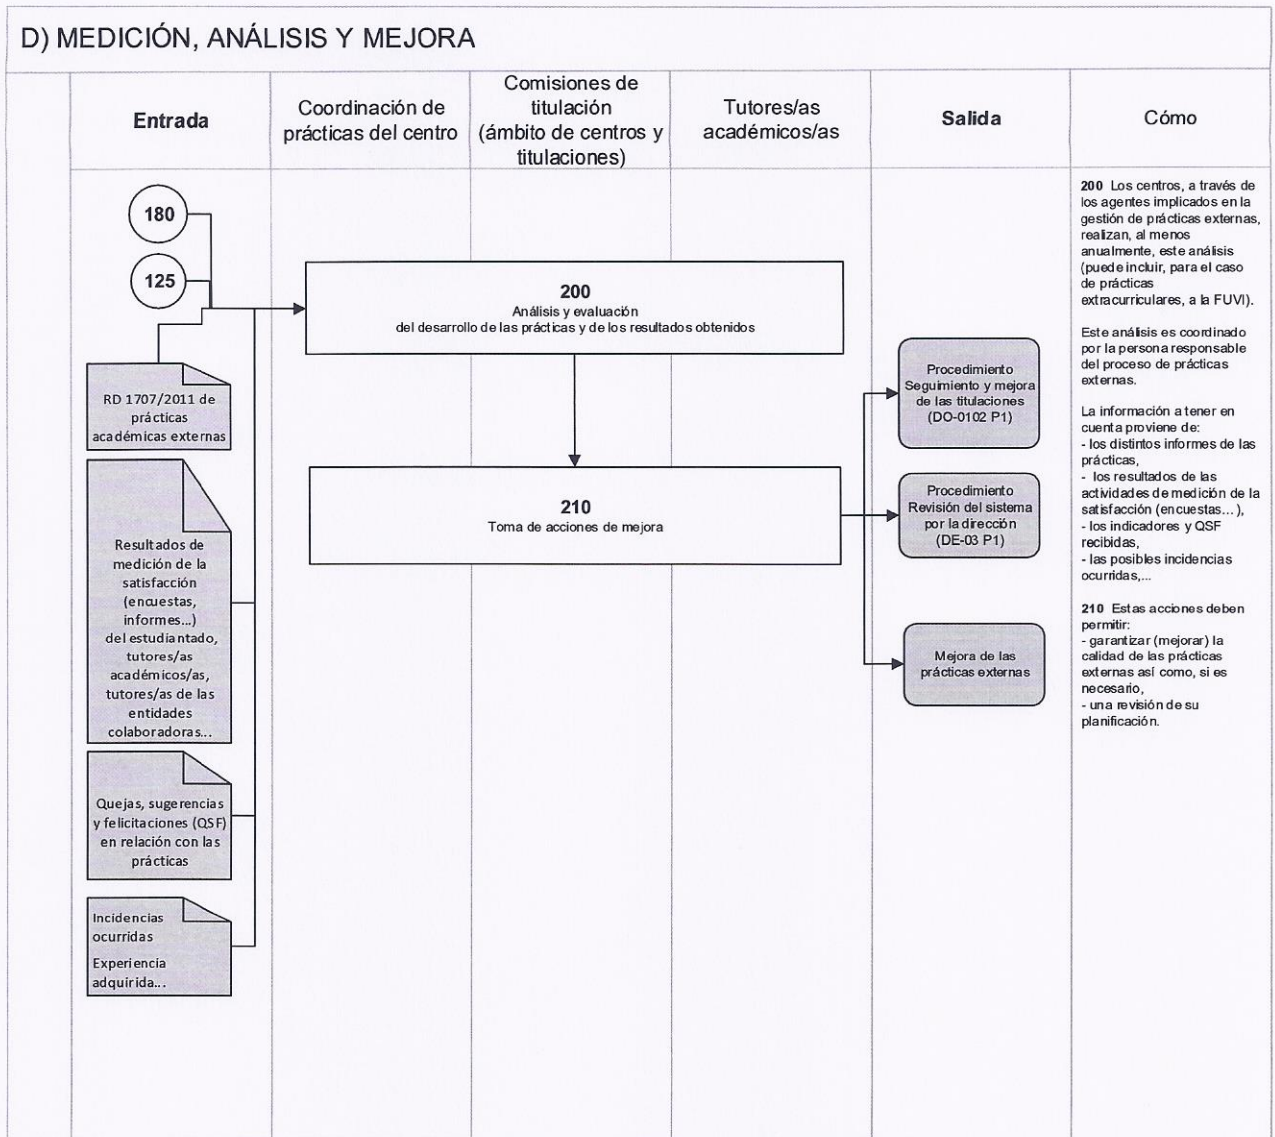 D) MEDICIÓN, ANÁLISIS Y MEJORA
Entrada
Coordinación de
prácticas del centro
Comisiones de
titulación
(ámbito de centros y
titulaciones)
Tutores/as
académicos/as
Salida
Cómo
180
125
RD 1707/2011 de
prácticas
académicas externas
Resultados de
medición de la
satisfacción
(encuestas,
informes...)
del estudiantado,
tutores/as
académicos/as,
tutores/as de las
entidades
colaboradoras...
Quejas, sugerencias
y felicitaciones (QSF)
en relación con las
prácticas
Incidencias
ocurridas
Experiencia
adquirida...
200
Análisis y evaluación
del desarrollo de las prácticas y de los resultados obtenidos
210
Toma de acciones de mejora
Procedimiento
Seguimiento y mejora
de las titulaciones
(DO-0102 P1)
Procedimiento
Revisión del sistema
por la dirección
(DE-03 P1)
Mejora de las
prácticas externas
200 Los centros, a través de
los agentes implicados en la
gestión de prácticas externas,
realizan, al menos
anualmente, este análisis
(puede incluir, para el caso
de prácticas
extracurriculares, a la FUVI).
Este análisis es coordinado
por la persona responsable
del proceso de prácticas
externas.
La información a tener en
cuenta proviene de:
- los distintos informes de las
prácticas,
- los resultados de las
actividades de medición de la
satisfacción (encuestas...),
- los indicadores y QSF
recibidas,
- las posibles incidencias
ocurridas,...
210 Estas acciones deben
permitir:
- garantizar (mejorar) la
calidad de las prácticas
externas así como, si es
necesario,
- una revisión de su
planificación.